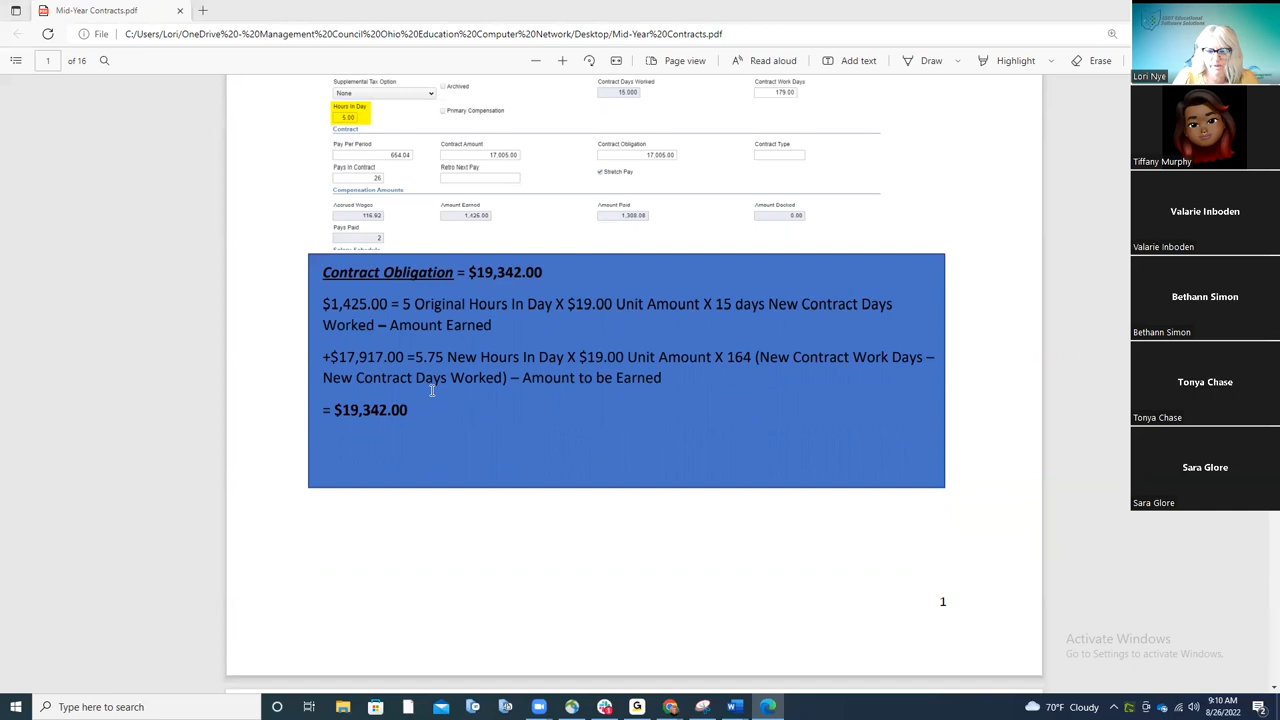 Mid-Year Contracts.pdf
File
C:/Users/Lori/OneDrive%20-%20Management%20Council%20Ohio%20Education%20Computer%20Network/Desktop/Mid-Year%20Contracts.pdf
1 of 16
Page view
Read aloud
Add text
Draw
Highlight
Erase
Supplemental Tax Option
Archived
Contract Days Worked
Contract Work Days
None
15.000
179.00
Hours In Day
Primary Compensation
5.00
Contract
Pay Per Period
Contract Amount
Contract Obligation
Contract Type
654.04
17,005.00
17,005.00
Pays In Contract
Retro Next Pay
Stretch Pay
26
Compensation Amounts
Accrued Wages
Amount Earned
Amount Paid
Amount Docked
116.92
1,425.00
1,308.08
0.00
Pays Paid
2
Contract Obligation = $19,342.00
$1,425.00 = 5 Original Hours In Day X $19.00 Unit Amount X 15 days New Contract Days
Worked – Amount Earned
+$17,917.00 =5.75 New Hours In Day X $19.00 Unit Amount X 164 (New Contract Work Days –
New Contract Days Worked) – Amount to be Earned
= $19,342.00
1
Activate Windows
Go to Settings to activate Windows.
Lori Nye
Tiffany Murphy
Valarie Inboden
Valarie Inboden
Bethann Simon
Bethann Simon
Tonya Chase
Tonya Chase
Sara Glore
Sara Glore
Type here to search
70°F Cloudy
9:10 AM
8/26/2022
2